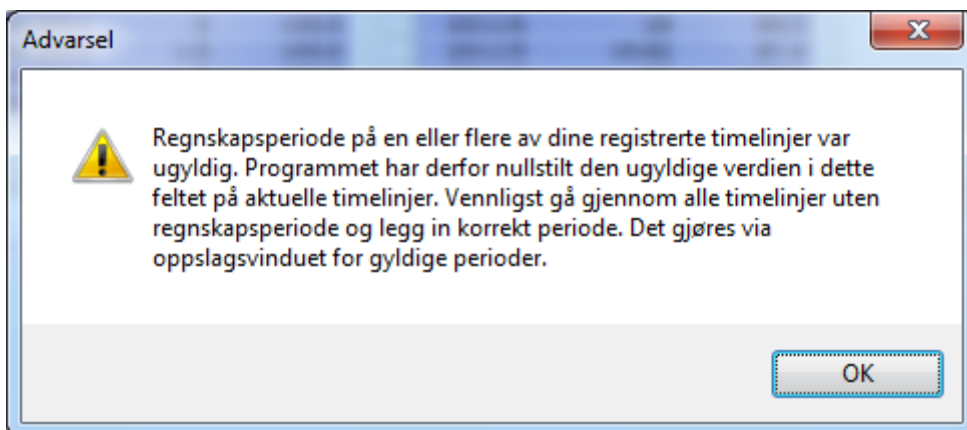 Advarsel
Regnskapsperiode på en eller flere av dine registrerte timelinjer var
ugyldig. Programmet har derfor nullstilt den ugyldige verdien i dette
feltet på aktuelle timelinjer. Vennligst gå gjennom alle timelinjer uten
regnskapsperiode og legg in korrekt periode. Det gjøres via
oppslagsvinduet for gyldige perioder.
OK